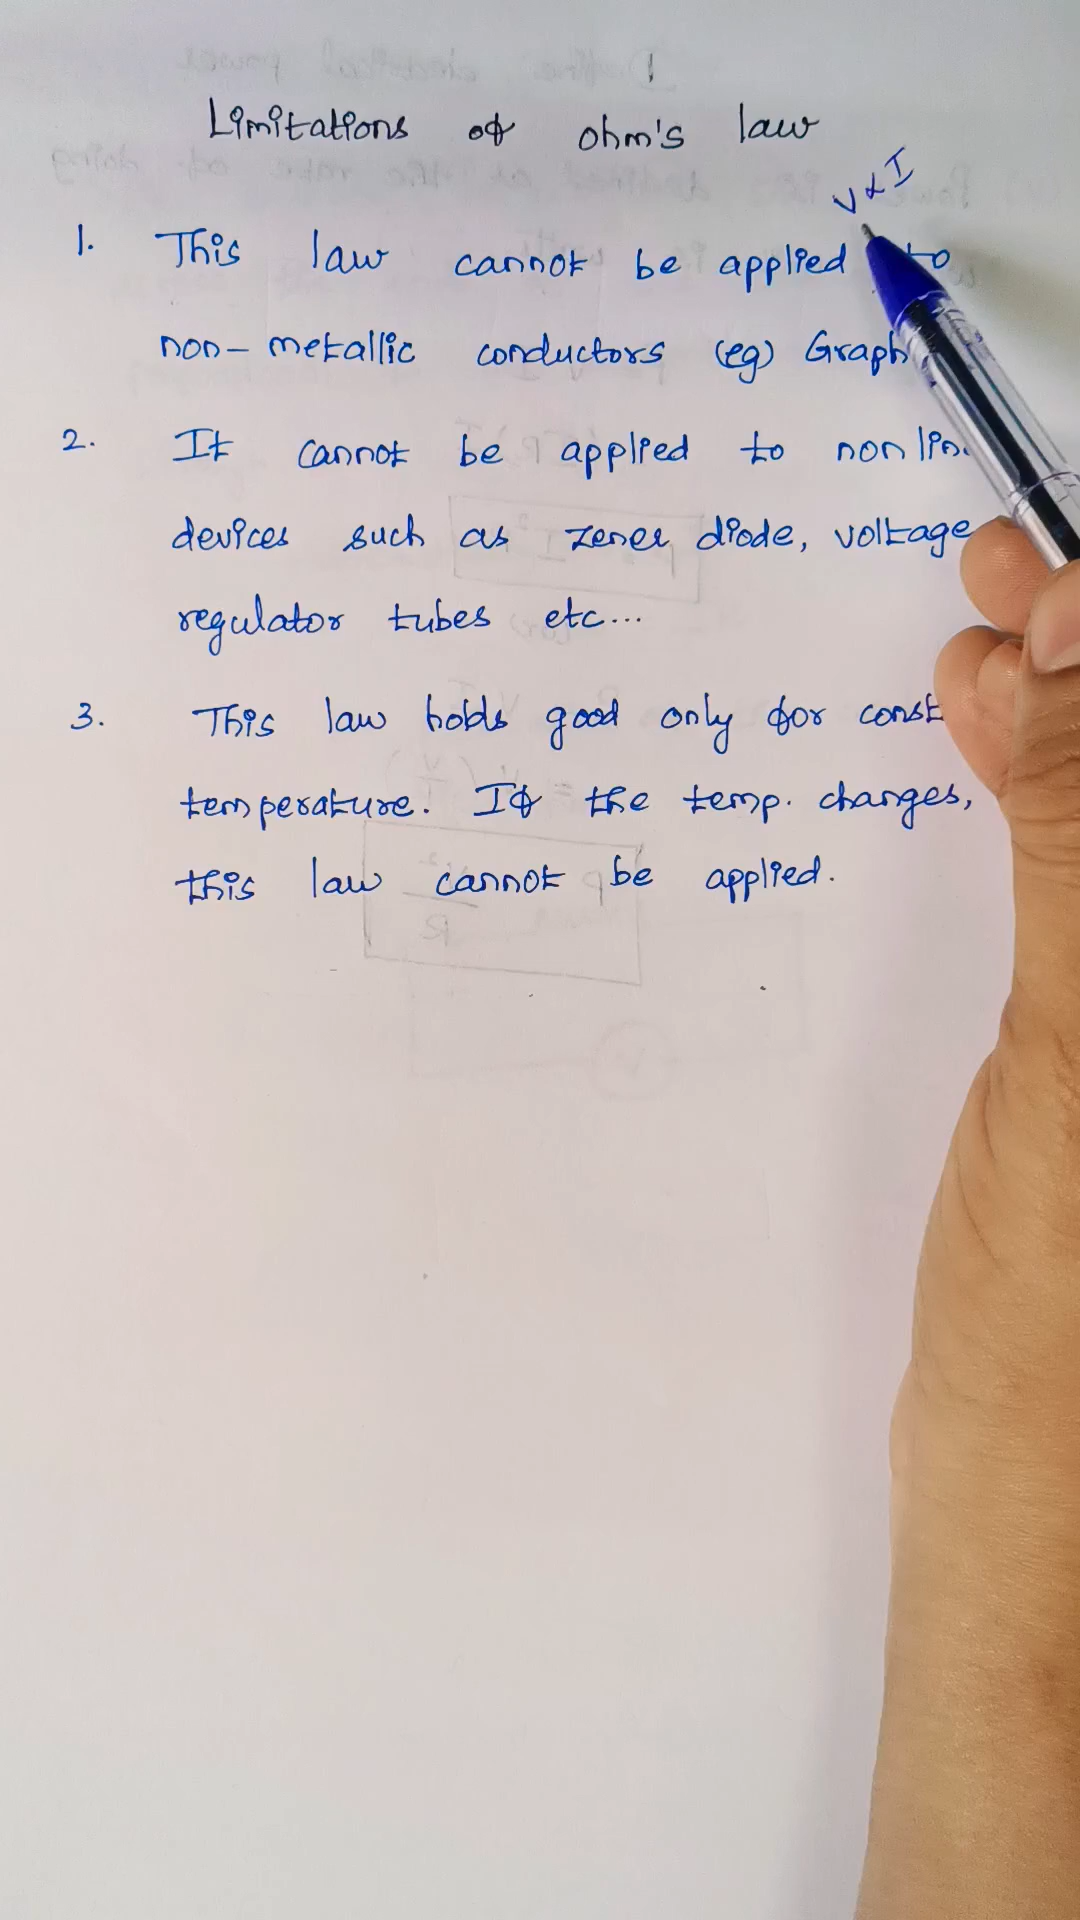 Limitations of ohm's law
V α I
1. This law cannot be applied to
non-metallic conductors (eg) Graph
2. It cannot be applied to non lin
devices such as zener diode, voltage
regulator tubes etc...
3. This law holds good only for const
temperature. If the temp. changes,
this law cannot be applied.